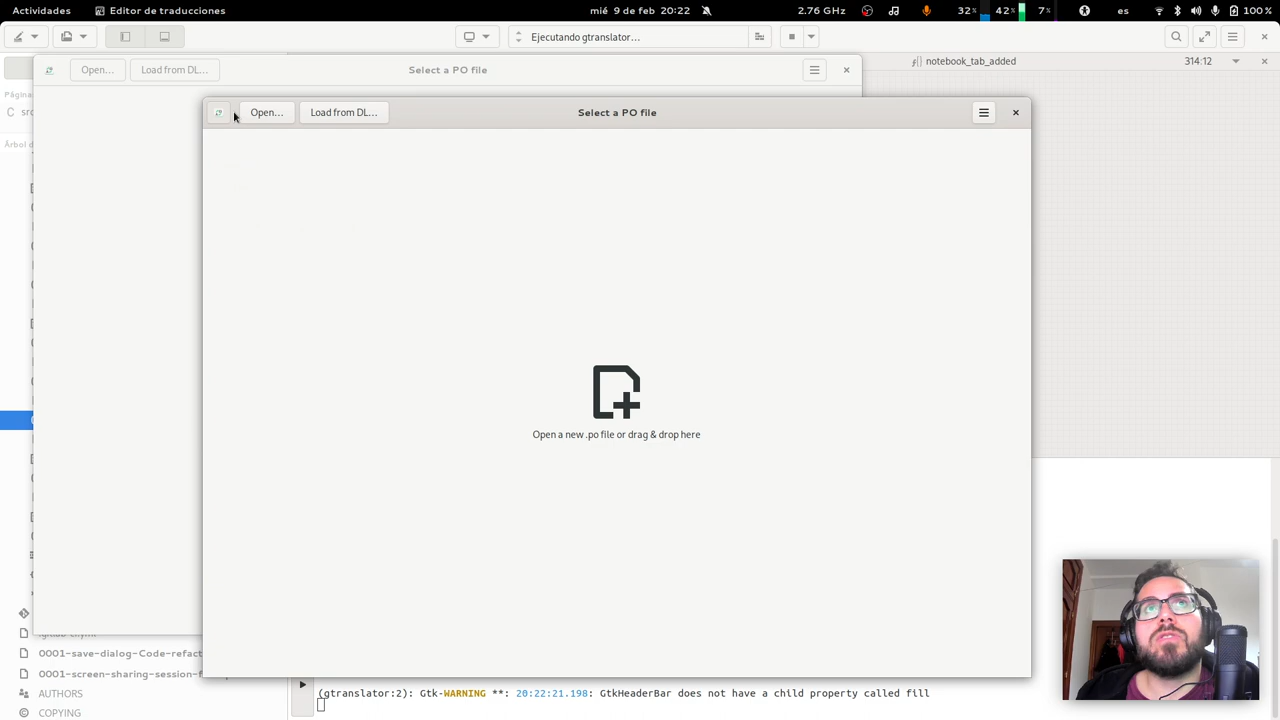 Actividades Editor de traducciones mié 9 de feb 20:22 2.76 GHz 32% 42% 7% es 100 %
Ejecutando gtranslator…
Open… Load from DL… Select a PO file
notebook_tab_added 314:12
Página
src
Árbol d
Open… Load from DL… Select a PO file
Open a new .po file or drag & drop here
0001-save-dialog-Code-refact
0001-screen-sharing-session-f
AUTHORS
COPYING
(gtranslator:2): Gtk-WARNING **: 20:22:21.198: GtkHeaderBar does not have a child property called fill